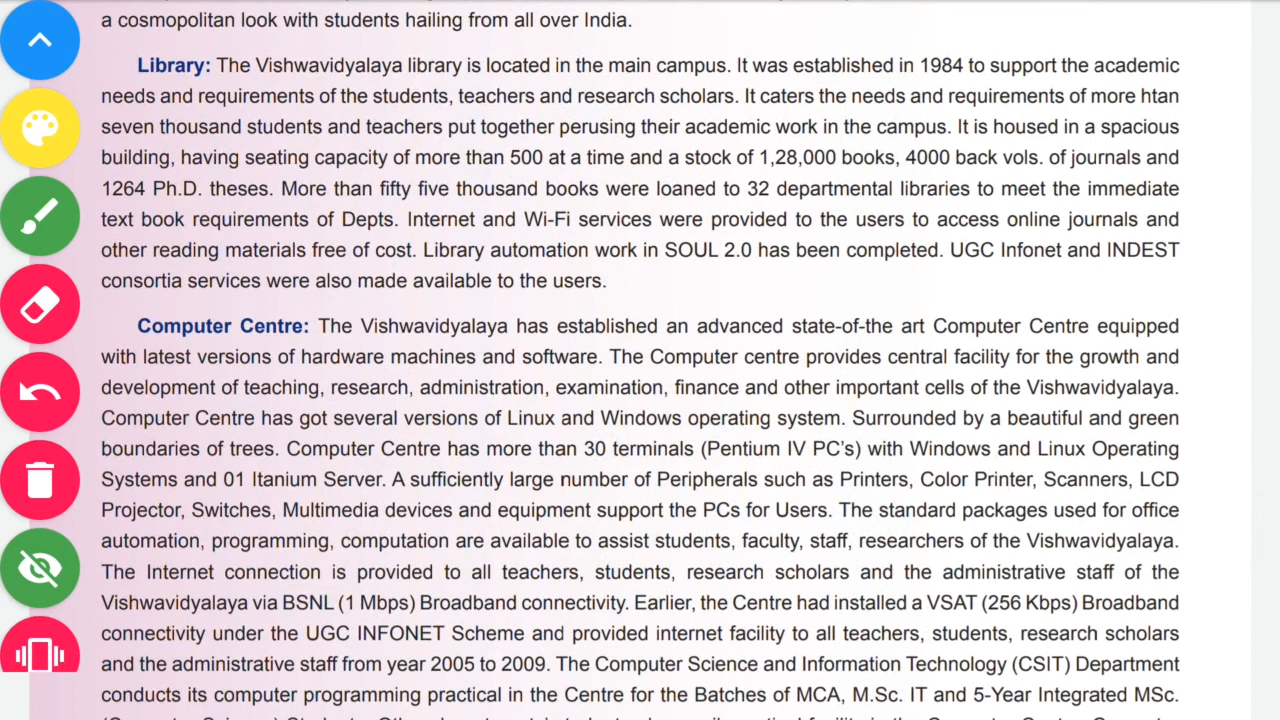 a cosmopolitan look with students hailing from all over India.
Library: The Vishwavidyalaya library is located in the main campus. It was established in 1984 to support the academic
needs and requirements of the students, teachers and research scholars. It caters the needs and requirements of more htan
seven thousand students and teachers put together perusing their academic work in the campus. It is housed in a spacious
building, having seating capacity of more than 500 at a time and a stock of 1,28,000 books, 4000 back vols. of journals and
1264 Ph.D. theses. More than fifty five thousand books were loaned to 32 departmental libraries to meet the immediate
text book requirements of Depts. Internet and Wi-Fi services were provided to the users to access online journals and
other reading materials free of cost. Library automation work in SOUL 2.0 has been completed. UGC Infonet and INDEST
consortia services were also made available to the users.
Computer Centre: The Vishwavidyalaya has established an advanced state-of-the art Computer Centre equipped
with latest versions of hardware machines and software. The Computer centre provides central facility for the growth and
development of teaching, research, administration, examination, finance and other important cells of the Vishwavidyalaya.
Computer Centre has got several versions of Linux and Windows operating system. Surrounded by a beautiful and green
boundaries of trees. Computer Centre has more than 30 terminals (Pentium IV PC's) with Windows and Linux Operating
Systems and 01 Itanium Server. A sufficiently large number of Peripherals such as Printers, Color Printer, Scanners, LCD
Projector, Switches, Multimedia devices and equipment support the PCs for Users. The standard packages used for office
automation, programming, computation are available to assist students, faculty, staff, researchers of the Vishwavidyalaya.
The Internet connection is provided to all teachers, students, research scholars and the administrative staff of the
Vishwavidyalaya via BSNL (1 Mbps) Broadband connectivity. Earlier, the Centre had installed a VSAT (256 Kbps) Broadband
connectivity under the UGC INFONET Scheme and provided internet facility to all teachers, students, research scholars
and the administrative staff from year 2005 to 2009. The Computer Science and Information Technology (CSIT) Department
conducts its computer programming practical in the Centre for the Batches of MCA, M.Sc. IT and 5-Year Integrated MSc.